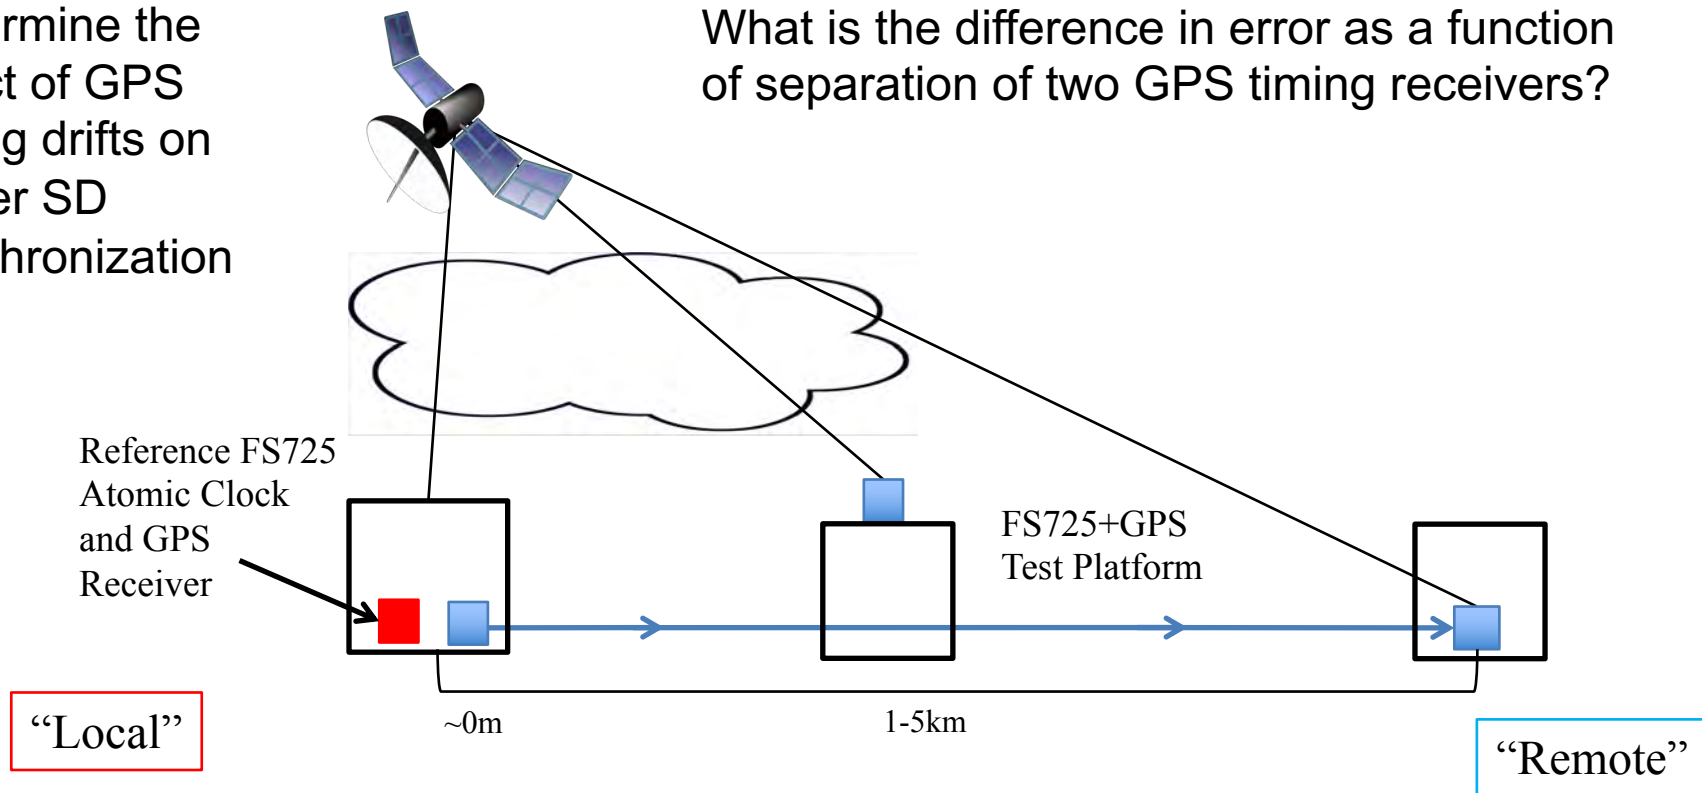 rmine the
ct of GPS
g drifts on
er SD
hronization
What is the difference in error as a function
of separation of two GPS timing receivers?
Reference FS725
Atomic Clock
and GPS
Receiver
FS725+GPS
Test Platform
“Local”
~0m
1-5km
“Remote”